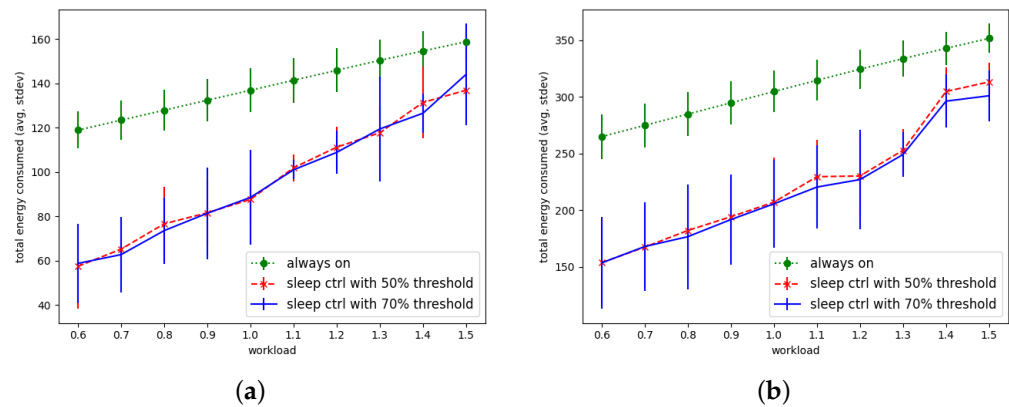 total energy consumed (avg, stdev)
160
140
120
100
80
60
40
always on
sleep ctrl with 50% threshold
sleep ctrl with 70% threshold
0.6 0.7 0.8 0.9 1.0 1.1 1.2 1.3 1.4 1.5
workload
(a)
total energy consumed (avg, stdev)
350
300
250
200
150
always on
sleep ctrl with 50% threshold
sleep ctrl with 70% threshold
0.6 0.7 0.8 0.9 1.0 1.1 1.2 1.3 1.4 1.5
workload
(b)